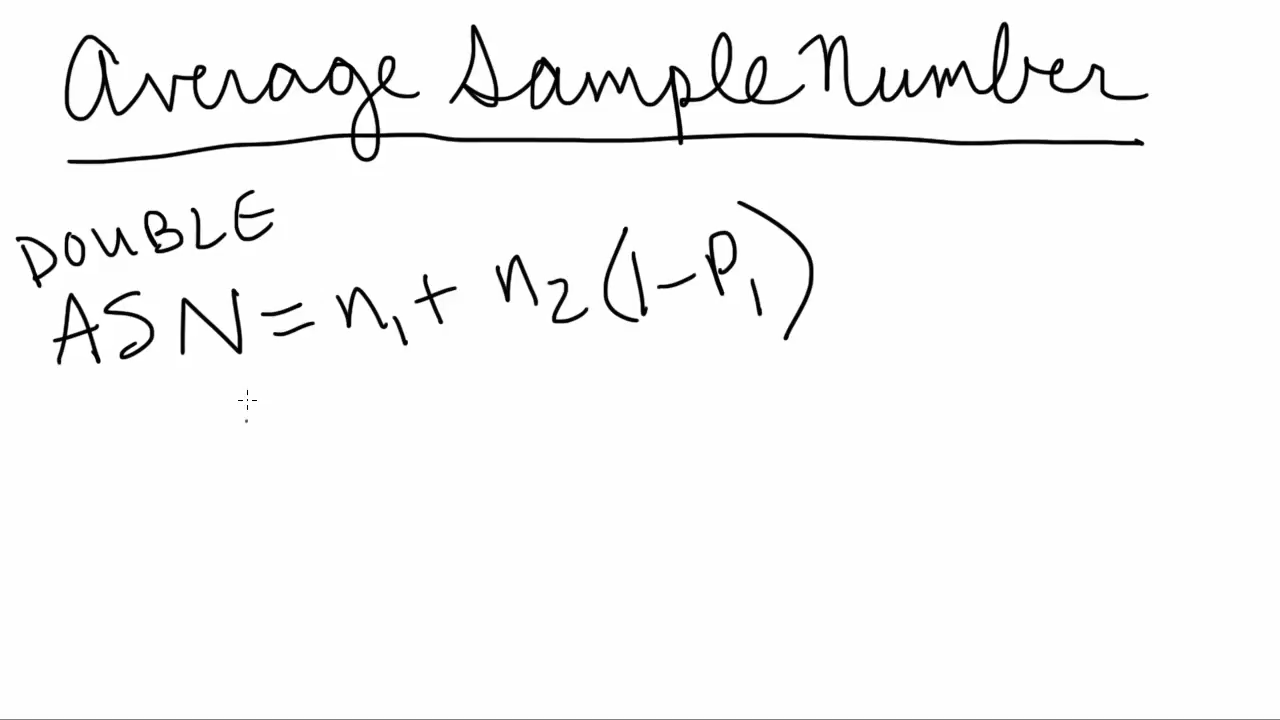 Average Sample Number
DOUBLE
ASN = n₁ + n₂ (1 - P₁)